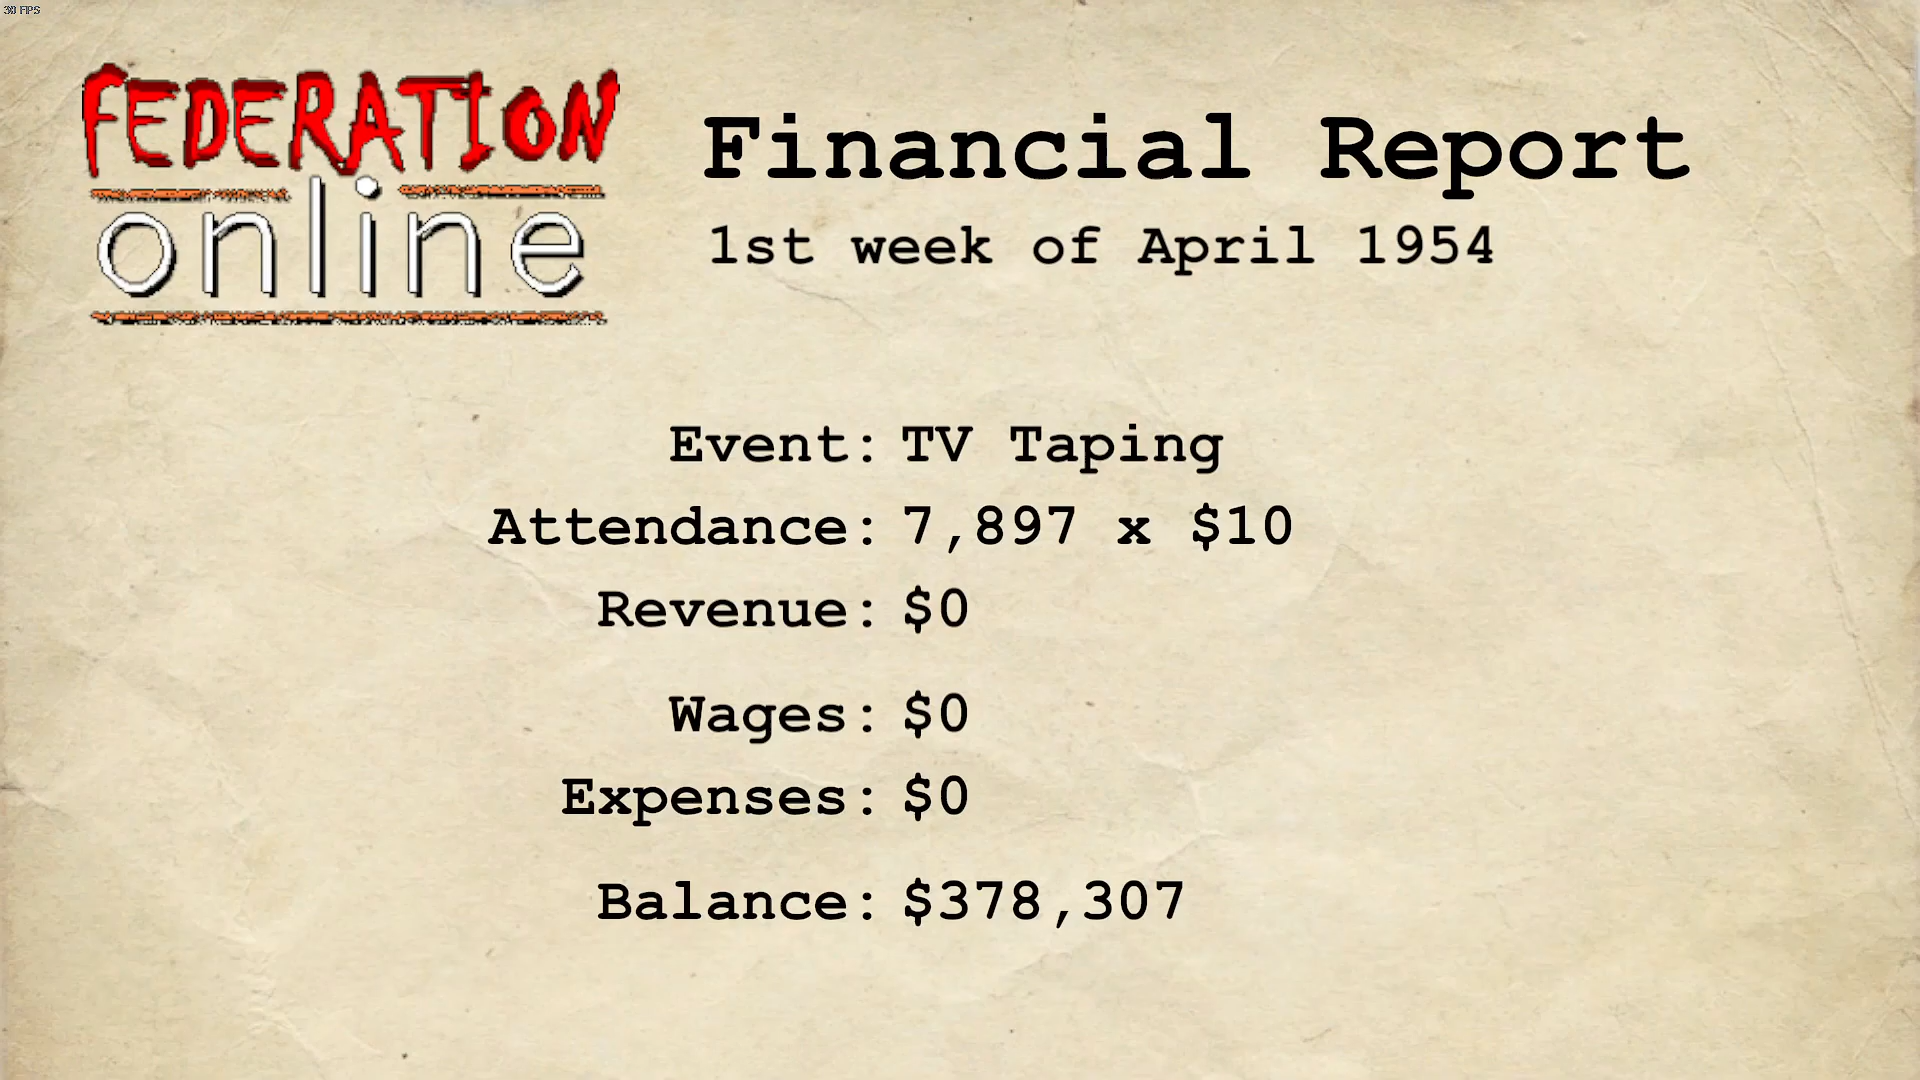 30 FPS
FEDERATION
online
Financial Report
1st week of April 1954
Event: TV Taping
Attendance: 7,897 x $10
Revenue: $0
Wages: $0
Expenses: $0
Balance: $378,307